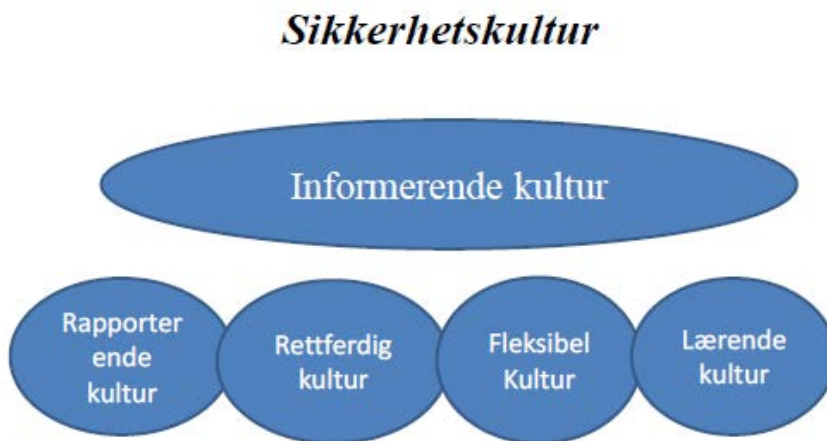 Sikkerhetskultur
Informerende kultur
Rapporter
ende
kultur
Rettferdig
kultur
Fleksibel
Kultur
Lærende
kultur